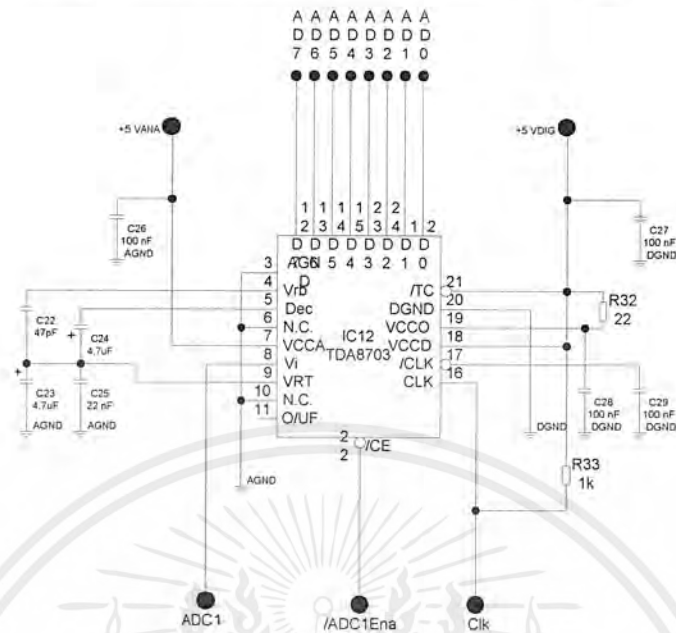 A A A A A A A A
D D D D D D D D
7 6 5 4 3 2 1 0
+5 VANA
+5 VDIG
C26
100 nF
AGND
C27
100 nF
DGND
1 1 1 1 2 2
2 3 4 5 3 4 1 2
D D D D D D D D
7 6 5 4 3 2 1 0
3 AGN
D
4 Vrb
5 Dec
6 N.C.
7 VCCA
8 Vi
9 VRT
10 N.C.
11 O/UF
IC12
TDA8703
/TC 21
DGND 20
VCCO 19
VCCD 18
/CLK 17
CLK 16
2
2
/CE
R32
22
C22
47pF
C24
4.7uF
C23
4.7uF
AGND
C25
22 nF
AGND
AGND
DGND
C28
100 nF
DGND
C29
100 nF
DGND
R33
1k
ADC1
/ADC1Ena
Clk